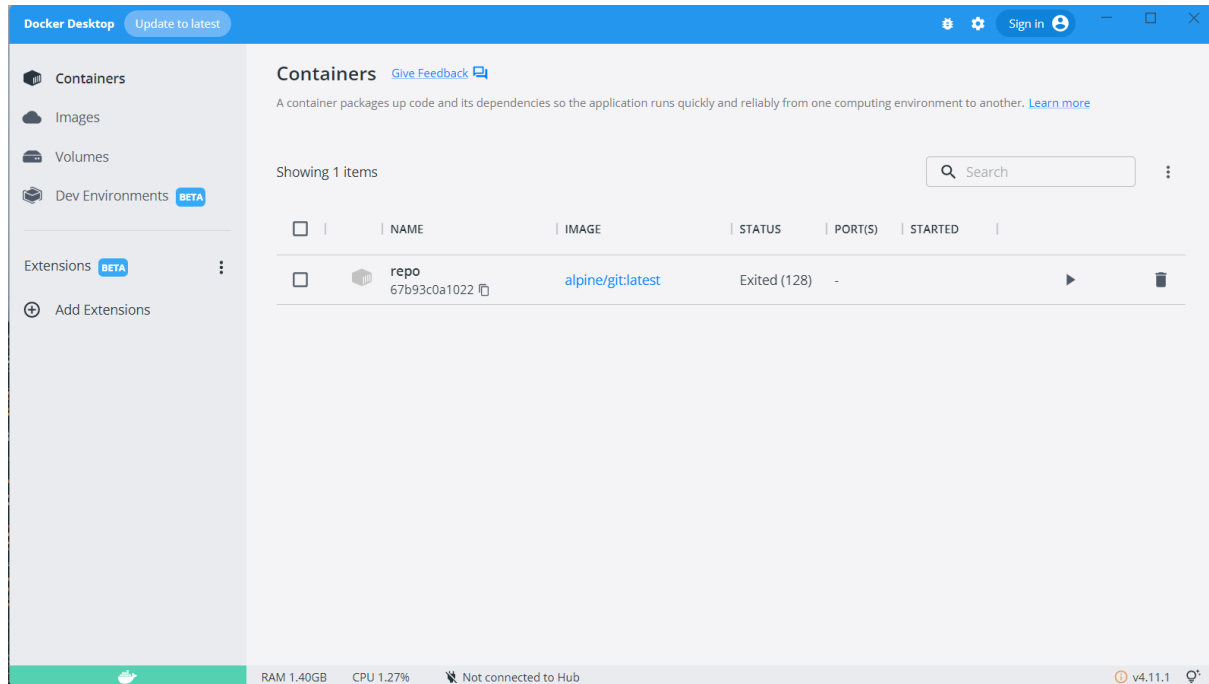 Docker Desktop Update to latest Sign in
Containers
Images
Volumes
Dev Environments BETA
Extensions BETA
Add Extensions
Containers Give Feedback
A container packages up code and its dependencies so the application runs quickly and reliably from one computing environment to another. Learn more
Showing 1 items
Search
NAME IMAGE STATUS PORT(S) STARTED
repo
67b93c0a1022 alpine/git:latest Exited (128) -
RAM 1.40GB CPU 1.27% Not connected to Hub v4.11.1